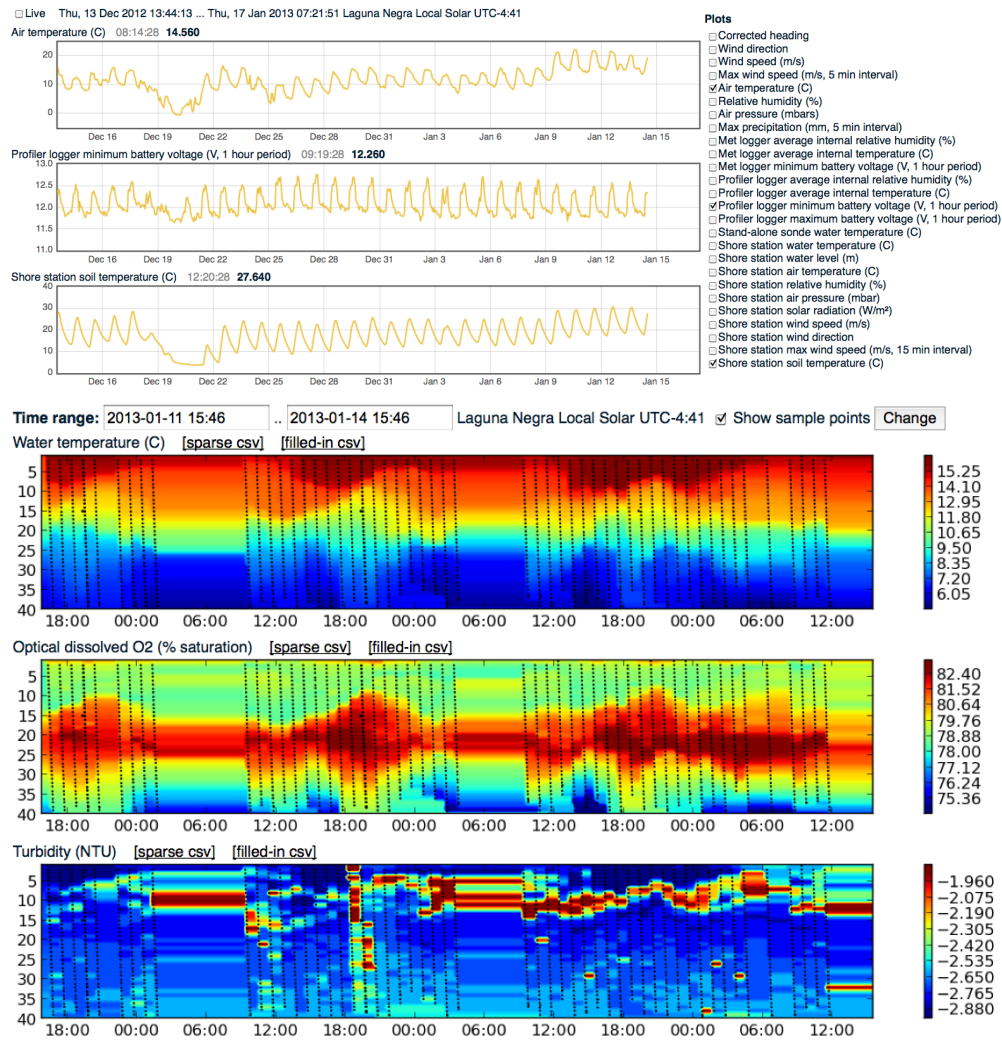 Live Thu, 13 Dec 2012 13:44:13 ... Thu, 17 Jan 2013 07:21:51 Laguna Negra Local Solar UTC-4:41
Air temperature (C) 08:14:28 14.560
20
10
0
Dec 16 Dec 19 Dec 22 Dec 25 Dec 28 Dec 31 Jan 3 Jan 6 Jan 9 Jan 12 Jan 15
Profiler logger minimum battery voltage (V, 1 hour period) 09:19:28 12.260
13.0
12.5
12.0
11.5
11.0
Dec 16 Dec 19 Dec 22 Dec 25 Dec 28 Dec 31 Jan 3 Jan 6 Jan 9 Jan 12 Jan 15
Shore station soil temperature (C) 12:20:28 27.640
40
30
20
10
0
Dec 16 Dec 19 Dec 22 Dec 25 Dec 28 Dec 31 Jan 3 Jan 6 Jan 9 Jan 12 Jan 15
Plots
Corrected heading
Wind direction
Wind speed (m/s)
Max wind speed (m/s, 5 min interval)
Air temperature (C)
Relative humidity (%)
Air pressure (mbars)
Max precipitation (mm, 5 min interval)
Met logger average internal relative humidity (%)
Met logger average internal temperature (C)
Met logger minimum battery voltage (V, 1 hour period)
Profiler logger average internal relative humidity (%)
Profiler logger average internal temperature (C)
Profiler logger minimum battery voltage (V, 1 hour period)
Profiler logger maximum battery voltage (V, 1 hour period)
Stand-alone sonde water temperature (C)
Shore station water temperature (C)
Shore station water level (m)
Shore station air temperature (C)
Shore station relative humidity (%)
Shore station air pressure (mbar)
Shore station solar radiation (W/m²)
Shore station wind speed (m/s)
Shore station wind direction
Shore station max wind speed (m/s, 15 min interval)
Shore station soil temperature (C)
Time range: 2013-01-11 15:46 .. 2013-01-14 15:46 Laguna Negra Local Solar UTC-4:41 Show sample points Change
Water temperature (C) [sparse csv] [filled-in csv]
5
10
15
20
25
30
35
40
18:00 00:00 06:00 12:00 18:00 00:00 06:00 12:00 18:00 00:00 06:00 12:00
15.25
14.10
12.95
11.80
10.65
9.50
8.35
7.20
6.05
Optical dissolved O2 (% saturation) [sparse csv] [filled-in csv]
5
10
15
20
25
30
35
40
18:00 00:00 06:00 12:00 18:00 00:00 06:00 12:00 18:00 00:00 06:00 12:00
82.40
81.52
80.64
79.76
78.88
78.00
77.12
76.24
75.36
Turbidity (NTU) [sparse csv] [filled-in csv]
5
10
15
20
25
30
35
40
18:00 00:00 06:00 12:00 18:00 00:00 06:00 12:00 18:00 00:00 06:00 12:00
−1.960
−2.075
−2.190
−2.305
−2.420
−2.535
−2.650
−2.765
−2.880